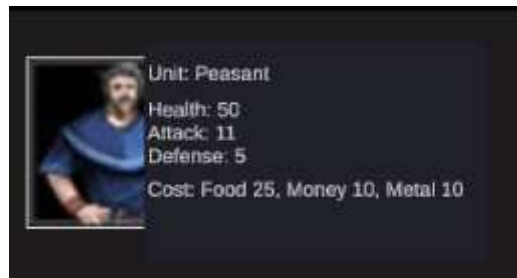 Unit: Peasant
Health: 50
Attack: 11
Defense: 5
Cost: Food 25, Money 10, Metal 10